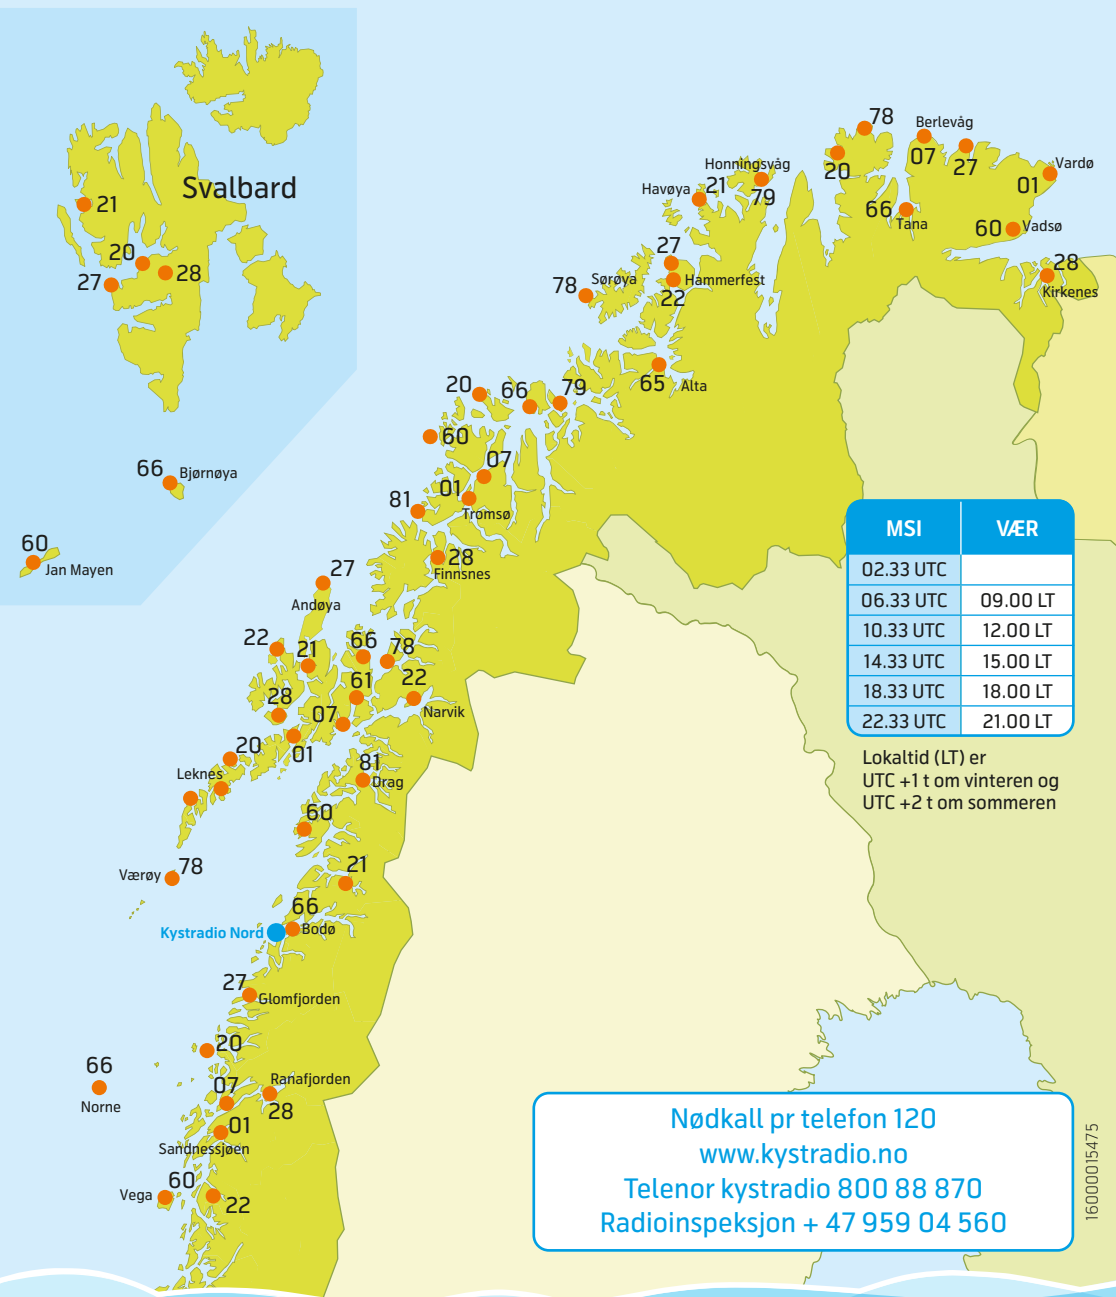 Svalbard
21
20
27
28
66 Bjørnøya
60
Jan Mayen
78
Berlevåg
07
27
20
Vardø
01
66
Tana
60 Vadsø
28
Kirkenes
Honningsvåg
79
Havøya 21
27
Hammerfest
22
78 Sørøya
65 Alta
20
66
79
60
07
01
Tromsø
81
28
Finnsnes
27
Andøya
22
21
66
78
61
22
Narvik
28
07
01
20
Leknes
81
Drag
60
78
Værøy
21
66
Kystradio Nord
Bodø
27
Glomfjorden
20
66
Norne
07
Ranafjorden
28
01
Sandnessjøen
60
Vega
22
MSI VÆR
02.33 UTC
06.33 UTC 09.00 LT
10.33 UTC 12.00 LT
14.33 UTC 15.00 LT
18.33 UTC 18.00 LT
22.33 UTC 21.00 LT
Lokaltid (LT) er
UTC +1 t om vinteren og
UTC +2 t om sommeren
Nødkall pr telefon 120
www.kystradio.no
Telenor kystradio 800 88 870
Radioinspeksjon + 47 959 04 560
16000015475